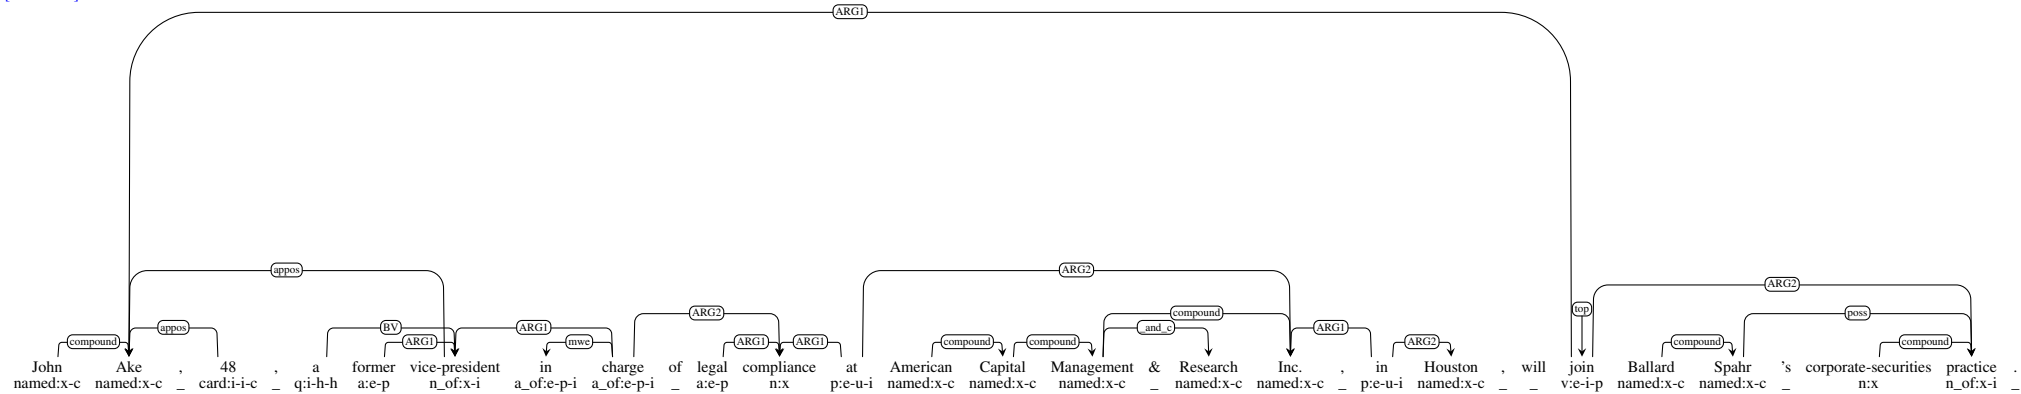 ARG1
appos ARG2
ARG2
top
ARG2 compound poss
appos BV ARG1 _and_c ARG1
compound ARG1 mwe ARG1 ARG1 compound compound ARG2 compound compound
John Ake , 48 , a former vice-president in charge of legal compliance at American Capital Management & Research Inc. , in Houston , will join Ballard Spahr 's corporate-securities practice .
named:x-c named:x-c _ card:i-i-c _ q:i-h-h a:e-p n_of:x-i a_of:e-p-i a_of:e-p-i _ a:e-p n:x p:e-u-i named:x-c named:x-c named:x-c _ named:x-c named:x-c _ p:e-u-i named:x-c _ _ v:e-i-p named:x-c named:x-c _ n:x n_of:x-i _